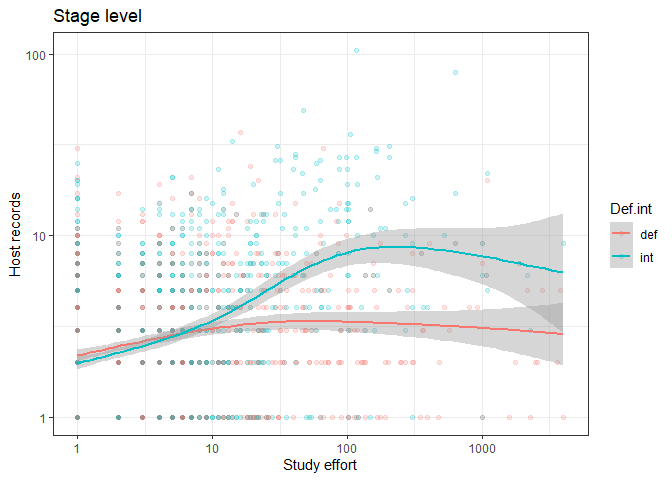 Stage level
Host records
100
10
1
1
10
100
1000
Study effort
Def.int
def
int